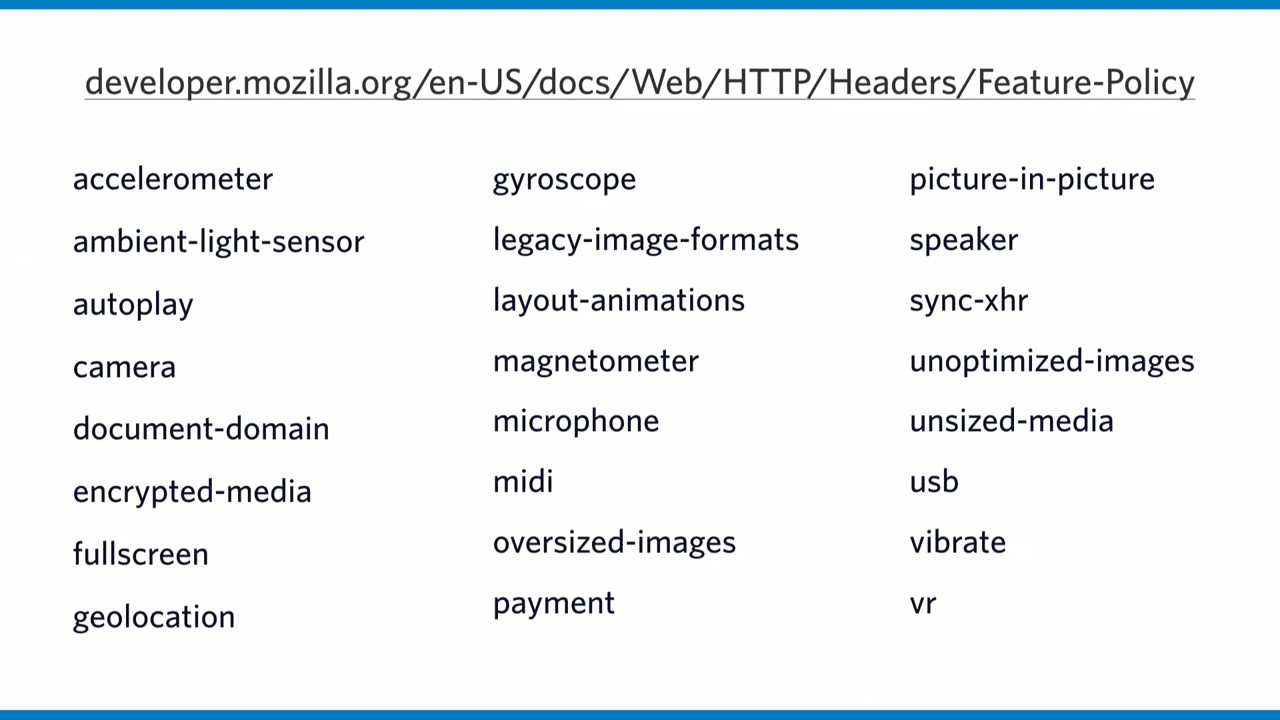 developer.mozilla.org/en-US/docs/Web/HTTP/Headers/Feature-Policy
accelerometer
ambient-light-sensor
autoplay
camera
document-domain
encrypted-media
fullscreen
geolocation
gyroscope
legacy-image-formats
layout-animations
magnetometer
microphone
midi
oversized-images
payment
picture-in-picture
speaker
sync-xhr
unoptimized-images
unsized-media
usb
vibrate
vr